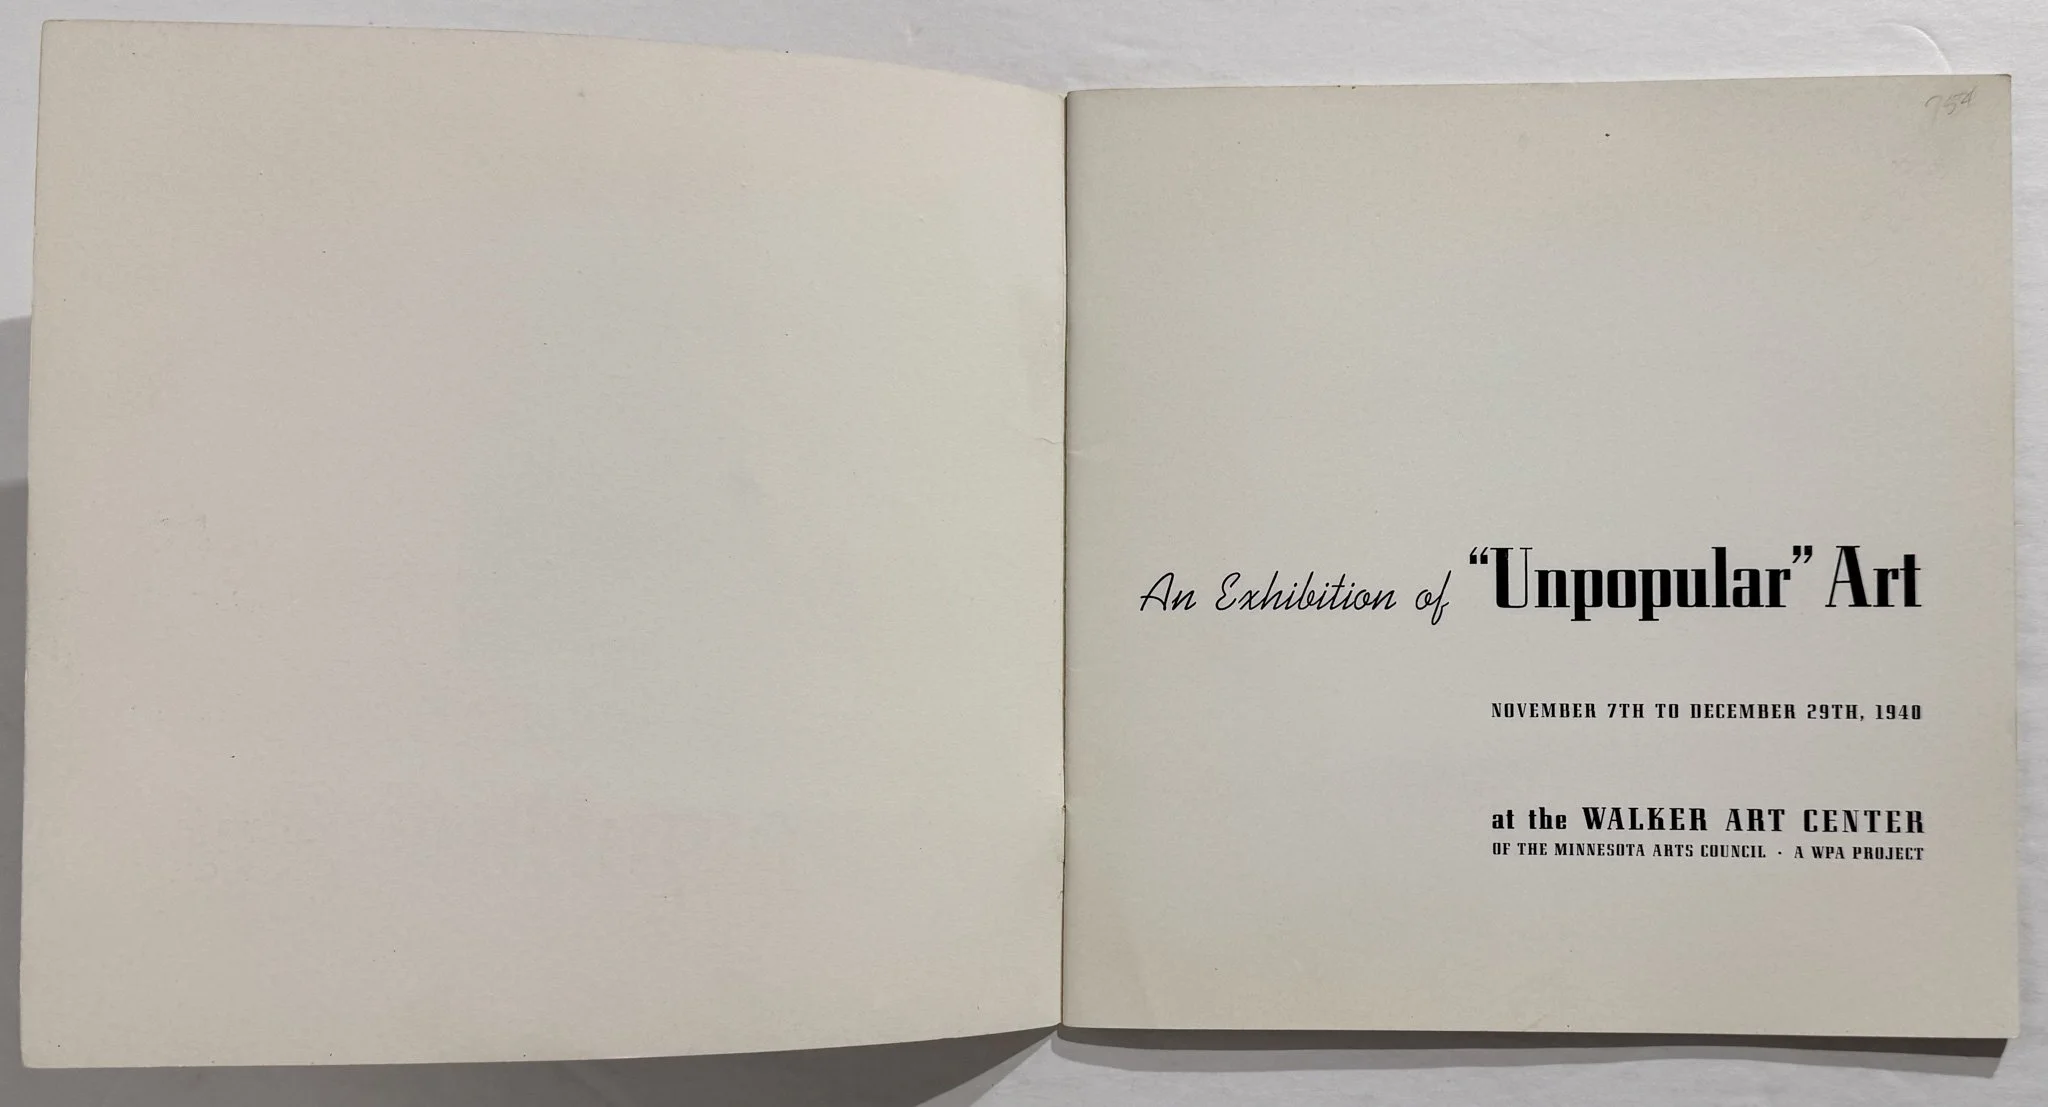 75¢
An Exhibition of “Unpopular” Art
NOVEMBER 7TH TO DECEMBER 29TH, 1940
at the WALKER ART CENTER
OF THE MINNESOTA ARTS COUNCIL · A WPA PROJECT